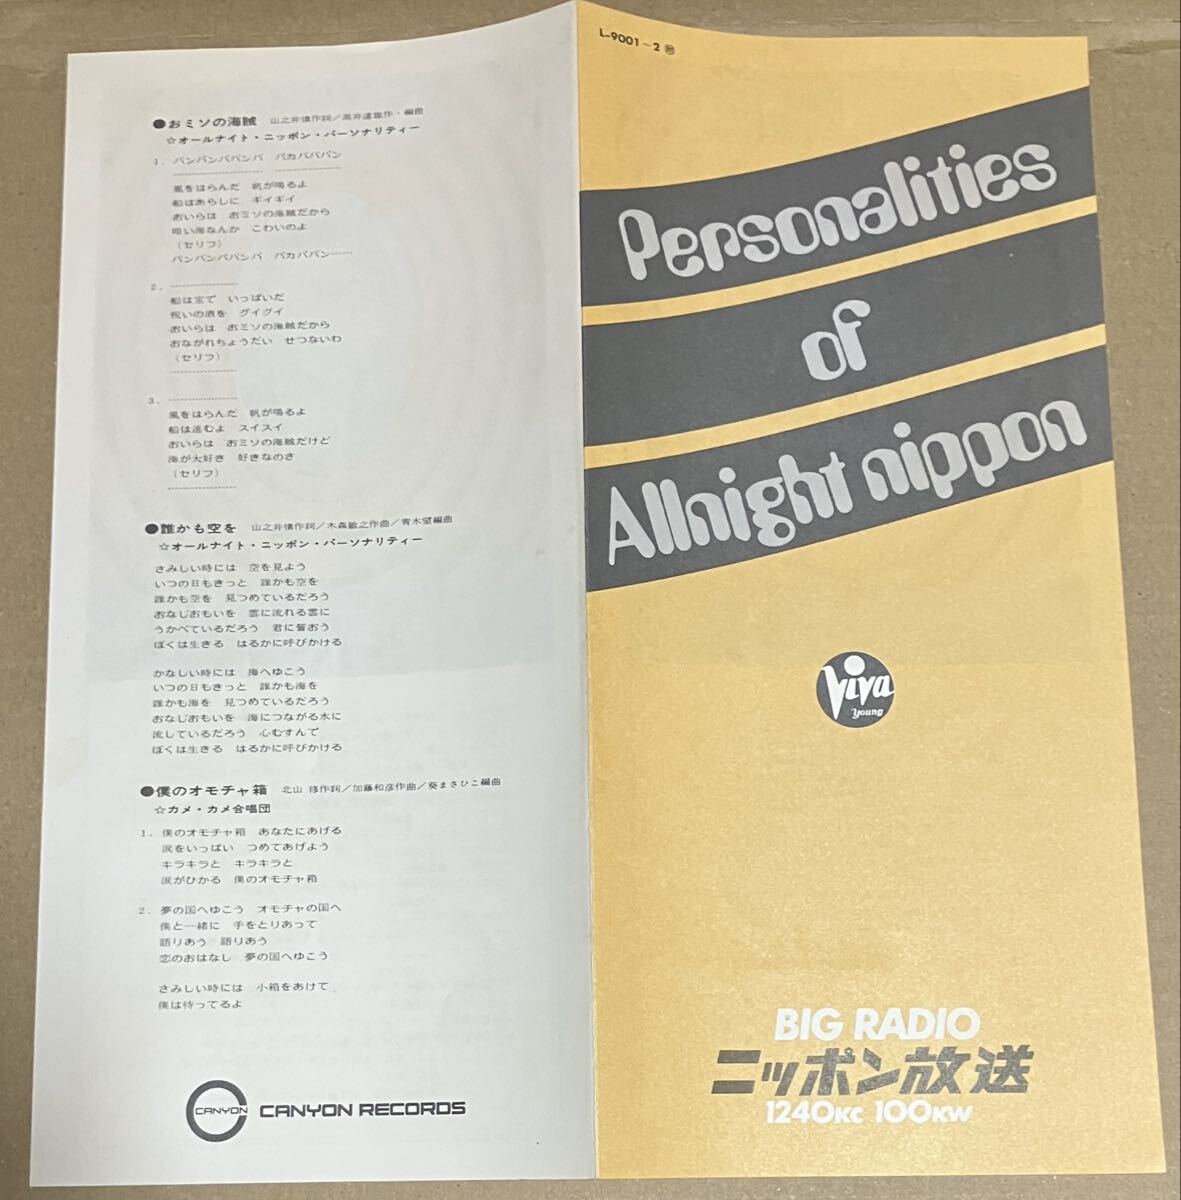 ●おミソの海賊　山之井慎作詞／高井達雄作・編曲
☆オールナイト・ニッポン・パーソナリティー
1. バンバンババンバ　バカバババン
風をはらんだ　帆が鳴るよ
船はあらしに　ギイギイ
おいらは　おミソの海賊だから
暗い海なんか　こわいのよ
（セリフ）
バンバンババンバ　バカババン……
2.
船は宝で　いっぱいだ
祝いの酒を　グイグイ
おいらは　おミソの海賊だから
おながれちょうだい　せつないわ
（セリフ）
3.
風をはらんだ　帆が鳴るよ
船は進むよ　スイスイ
おいらは　おミソの海賊だけど
海が大好き　好きなのさ
（セリフ）
●誰かも空を　山之井慎作詞／木森敏之作曲／青木望編曲
☆オールナイト・ニッポン・パーソナリティー
さみしい時には　空を見よう
いつの日もきっと　誰かも空を
誰かも空を　見つめているだろう
おなじおもいを　雲に流れる雲に
うかべているだろう　君に誓おう
ぼくは生きる　はるかに呼びかける
かなしい時には　海へゆこう
いつの日もきっと　誰かも海を
誰かも海を　見つめているだろう
おなじおもいを　海につながる水に
流しているだろう　心むすんで
ぼくは生きる　はるかに呼びかける
●僕のオモチャ箱　北山　修作詞／加藤和彦作曲／葵まさひこ編曲
☆カメ・カメ合唱団
1. 僕のオモチャ箱　あなたにあげる
涙をいっぱい　つめてあげよう
キラキラと　キラキラと
涙がひかる　僕のオモチャ箱
2. 夢の国へゆこう　オモチャの国へ
僕と一緒に　手をとりあって
語りあう　語りあう
恋のおはなし　夢の国へゆこう
さみしい時には　小箱をあけて
僕は待ってるよ
CANYON CANYON RECORDS
L-9001~2
Personalities
of
Allnight nippon
Viva
young
BIG RADIO
ニッポン放送
1240KC 100KW